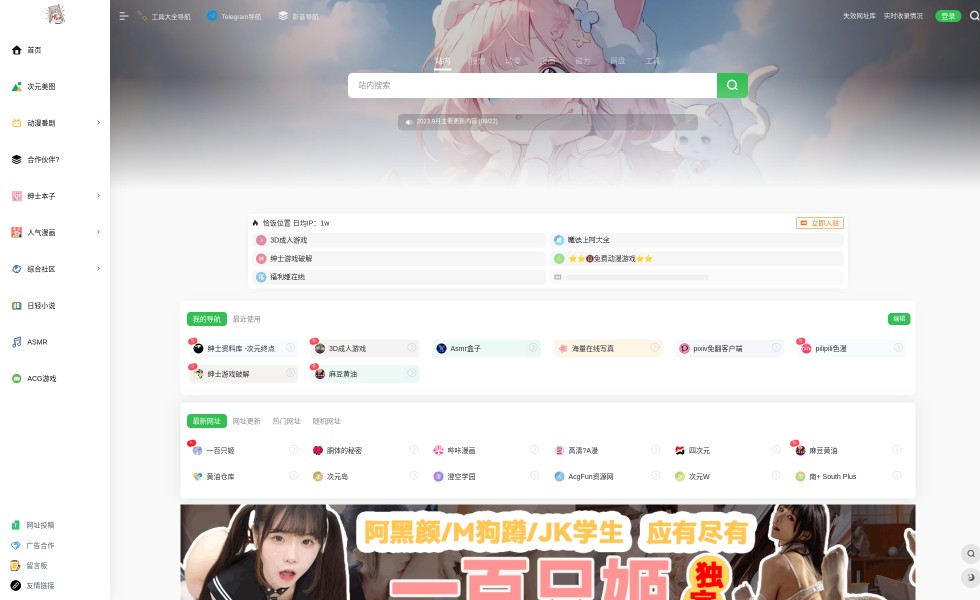 工具大全导航
Telegram导航
影音导航
失效网址库
实时收录情况
登录
首页
次元美图
动漫番剧
合作伙伴?
绅士本子
人气漫画
综合社区
日轻小说
ASMR
ACG游戏
网址投稿
广告合作
留言板
友情链接
站内
动漫
磁力
网盘
工具
站内搜索
2023.9月主要更新内容 (09/22)
恰饭位置 日均IP：1w
立即入驻
3D成人游戏
绅士游戏破解
⭐⭐🔞免费动漫游戏⭐⭐
福利姬在线
我的导航
最近使用
编辑
绅士资料库 -次元终点
3D成人游戏
Asmr盒子
海量在线写真
pixiv免翻客户端
pilipili色漫
绅士游戏破解
麻豆黄油
最新网址
网址更新
热门网址
随机网址
一百只姬
胴体的秘密
哔咔漫画
高清?A漫
四次元
麻豆黄油
黄油仓库
次元岛
澄空学园
AcgFun资源网
次元W
南+ South Plus
阿黑颜/M狗蹲/JK学生 应有尽有
一百只姬
独